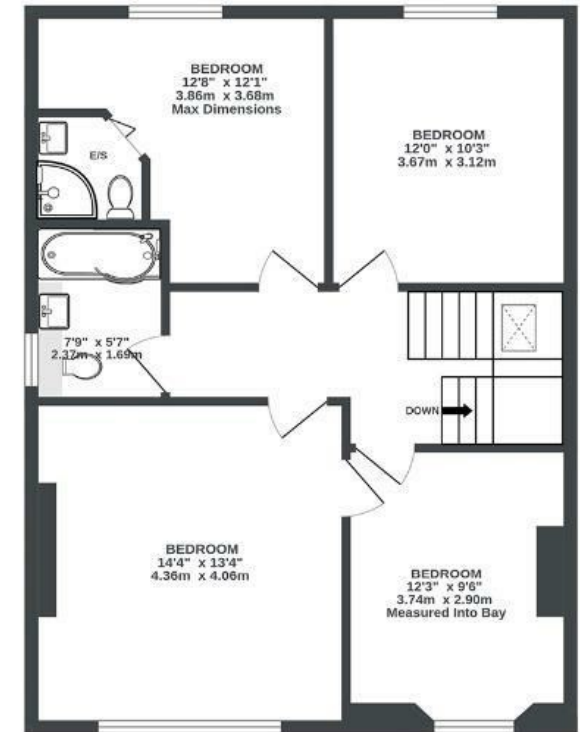 BEDROOM
12'8" x 12'1"
3.86m x 3.68m
Max Dimensions
BEDROOM
12'0" x 10'3"
3.67m x 3.12m
E/S
7'9" x 5'7"
2.37m x 1.69m
DOWN
BEDROOM
14'4" x 13'4"
4.36m x 4.06m
BEDROOM
12'3" x 9'6"
3.74m x 2.90m
Measured Into Bay